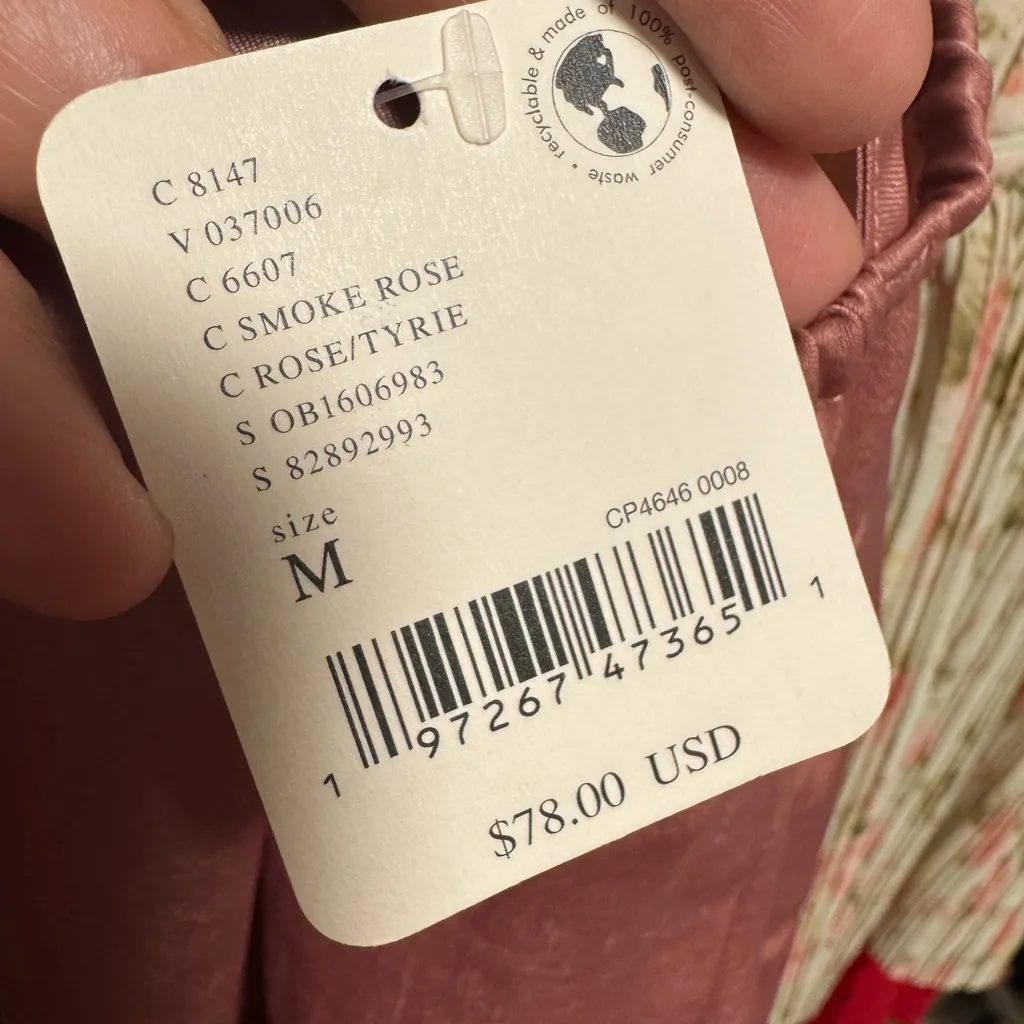 recyclable & made of 100% post-consumer waste •
C 8147
V 037006
C 6607
C SMOKE ROSE
C ROSE/TYRIE
S OB1606983
S 82892993
size
M
CP4646 0008
1 97267 47365 1
$78.00 USD